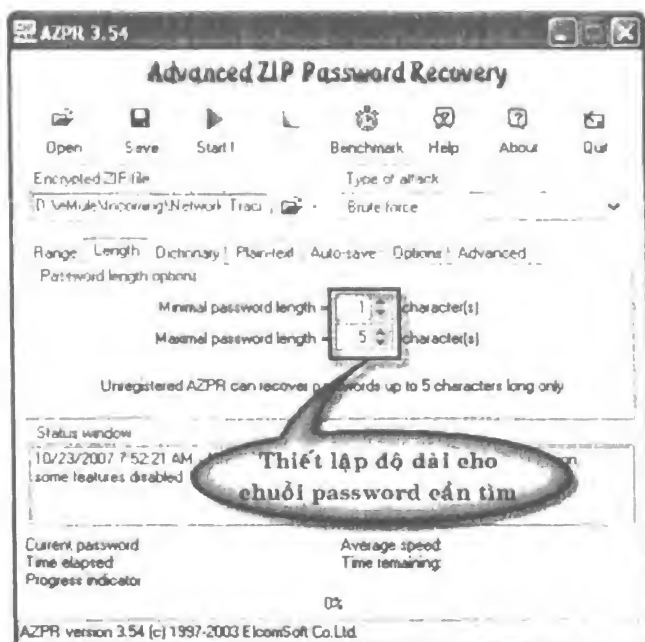 AZPR 3.54
Advanced ZIP Password Recovery
Open Save Start! Benchmark Help About Quit
Encrypted ZIP-file Type of attack
D:\eMule\Incoming\Network Traci Brute-force
Range Length Dictionary Plain-text Auto-save Options Advanced
Password length options
Minimal password length = 1 character(s)
Maximal password length = 5 character(s)
Unregistered AZPR can recover passwords up to 5 characters long only
Status window
10/23/2007 7:52:21 AM
some features disabled
Thiết lập độ dài cho
chuỗi password cần tìm
Current password: Average speed:
Time elapsed: Time remaining:
Progress indicator
0%
AZPR version 3.54 (c) 1997-2003 ElcomSoft Co.Ltd.